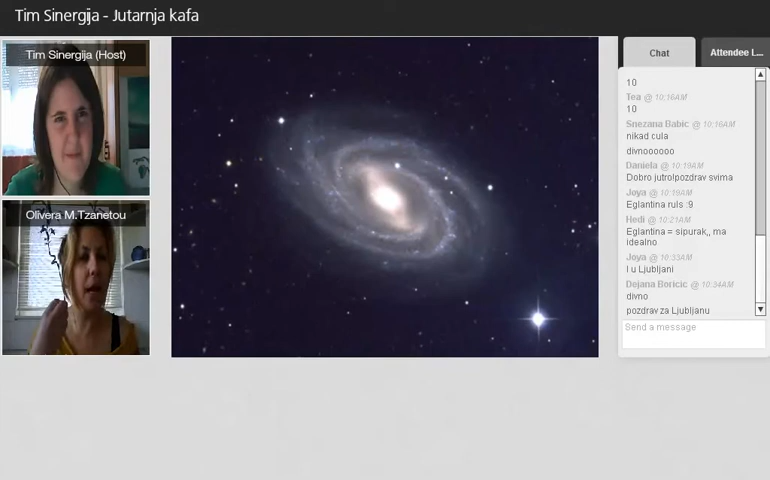 Tim Sinergija - Jutarnja kafa
Tim Sinergija (Host)
Olivera M.Tzanetou
Chat
Attendee L...
10
Tea @ 10:16AM
10
Snezana Babic @ 10:16AM
nikad cula
divnoooooo
Daniela @ 10:19AM
Dobro jutro!pozdrav svima
Joya @ 10:19AM
Eglantina ruls :9
Hedi @ 10:21AM
Eglantina = sipurak,, ma
idealno
Joya @ 10:33AM
I u Ljubljani
Dejana Boricic @ 10:34AM
divno
pozdrav za Ljubljanu
Send a message